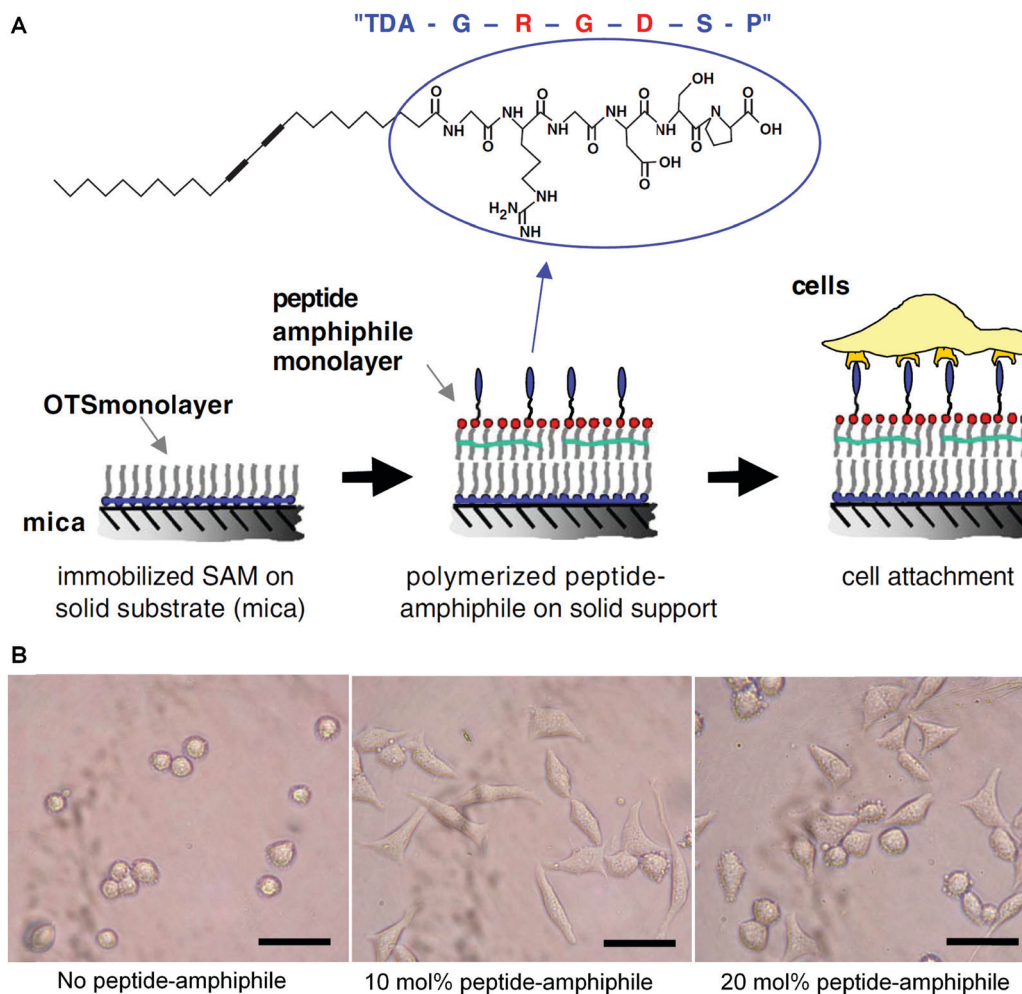 A
"TDA - G – R – G – D – S - P"
O
O
O
OH
O
NH
NH
NH
NH
NH
N
OH
O
O
O
O
OH
O
NH
H₂N
NH
peptide
amphiphile
monolayer
cells
OTSmonolayer
mica
immobilized SAM on
solid substrate (mica)
polymerized peptide-
amphiphile on solid support
cell attachment
B
No peptide-amphiphile
10 mol% peptide-amphiphile
20 mol% peptide-amphiphile